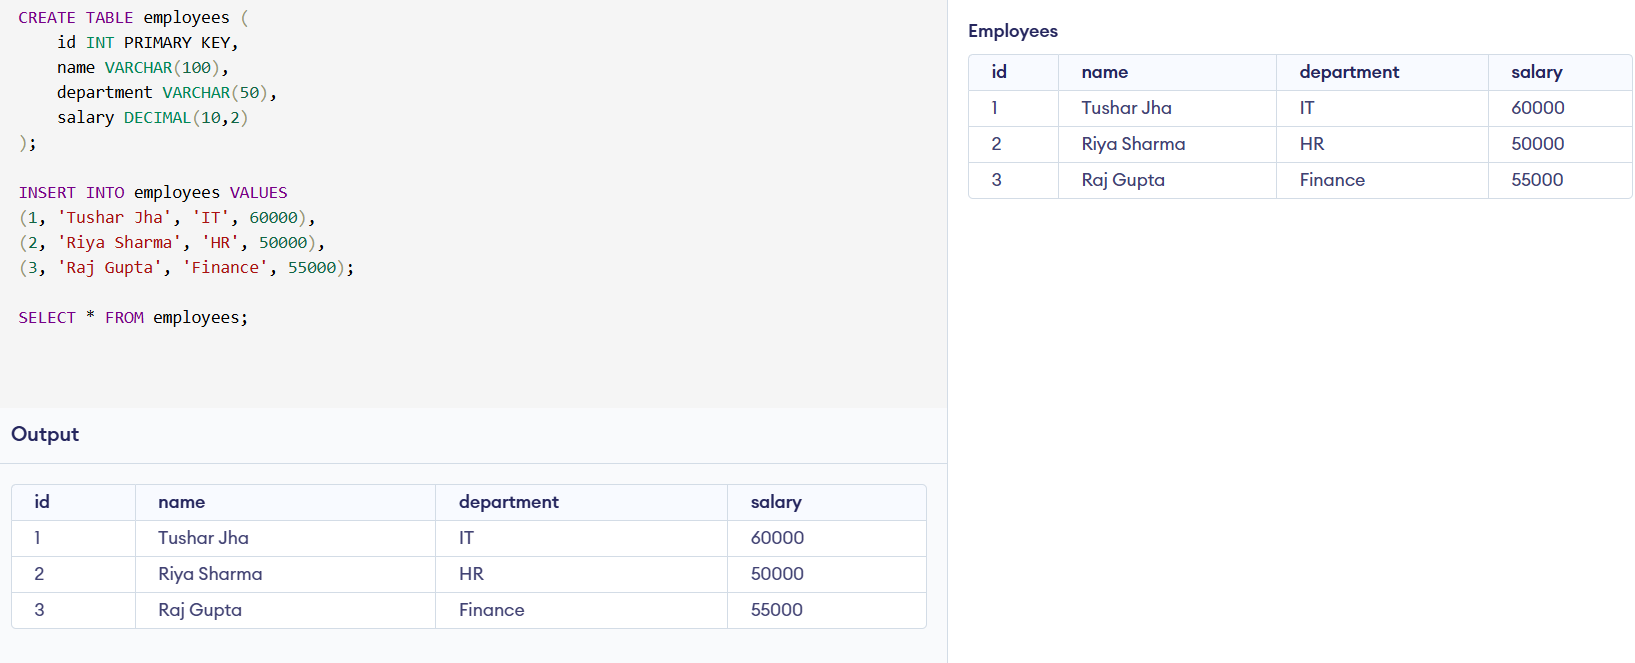 CREATE TABLE employees (
    id INT PRIMARY KEY,
    name VARCHAR(100),
    department VARCHAR(50),
    salary DECIMAL(10,2)
);
INSERT INTO employees VALUES
(1, 'Tushar Jha', 'IT', 60000),
(2, 'Riya Sharma', 'HR', 50000),
(3, 'Raj Gupta', 'Finance', 55000);
SELECT * FROM employees;
Output
id name department salary
1 Tushar Jha IT 60000
2 Riya Sharma HR 50000
3 Raj Gupta Finance 55000
Employees
id name department salary
1 Tushar Jha IT 60000
2 Riya Sharma HR 50000
3 Raj Gupta Finance 55000